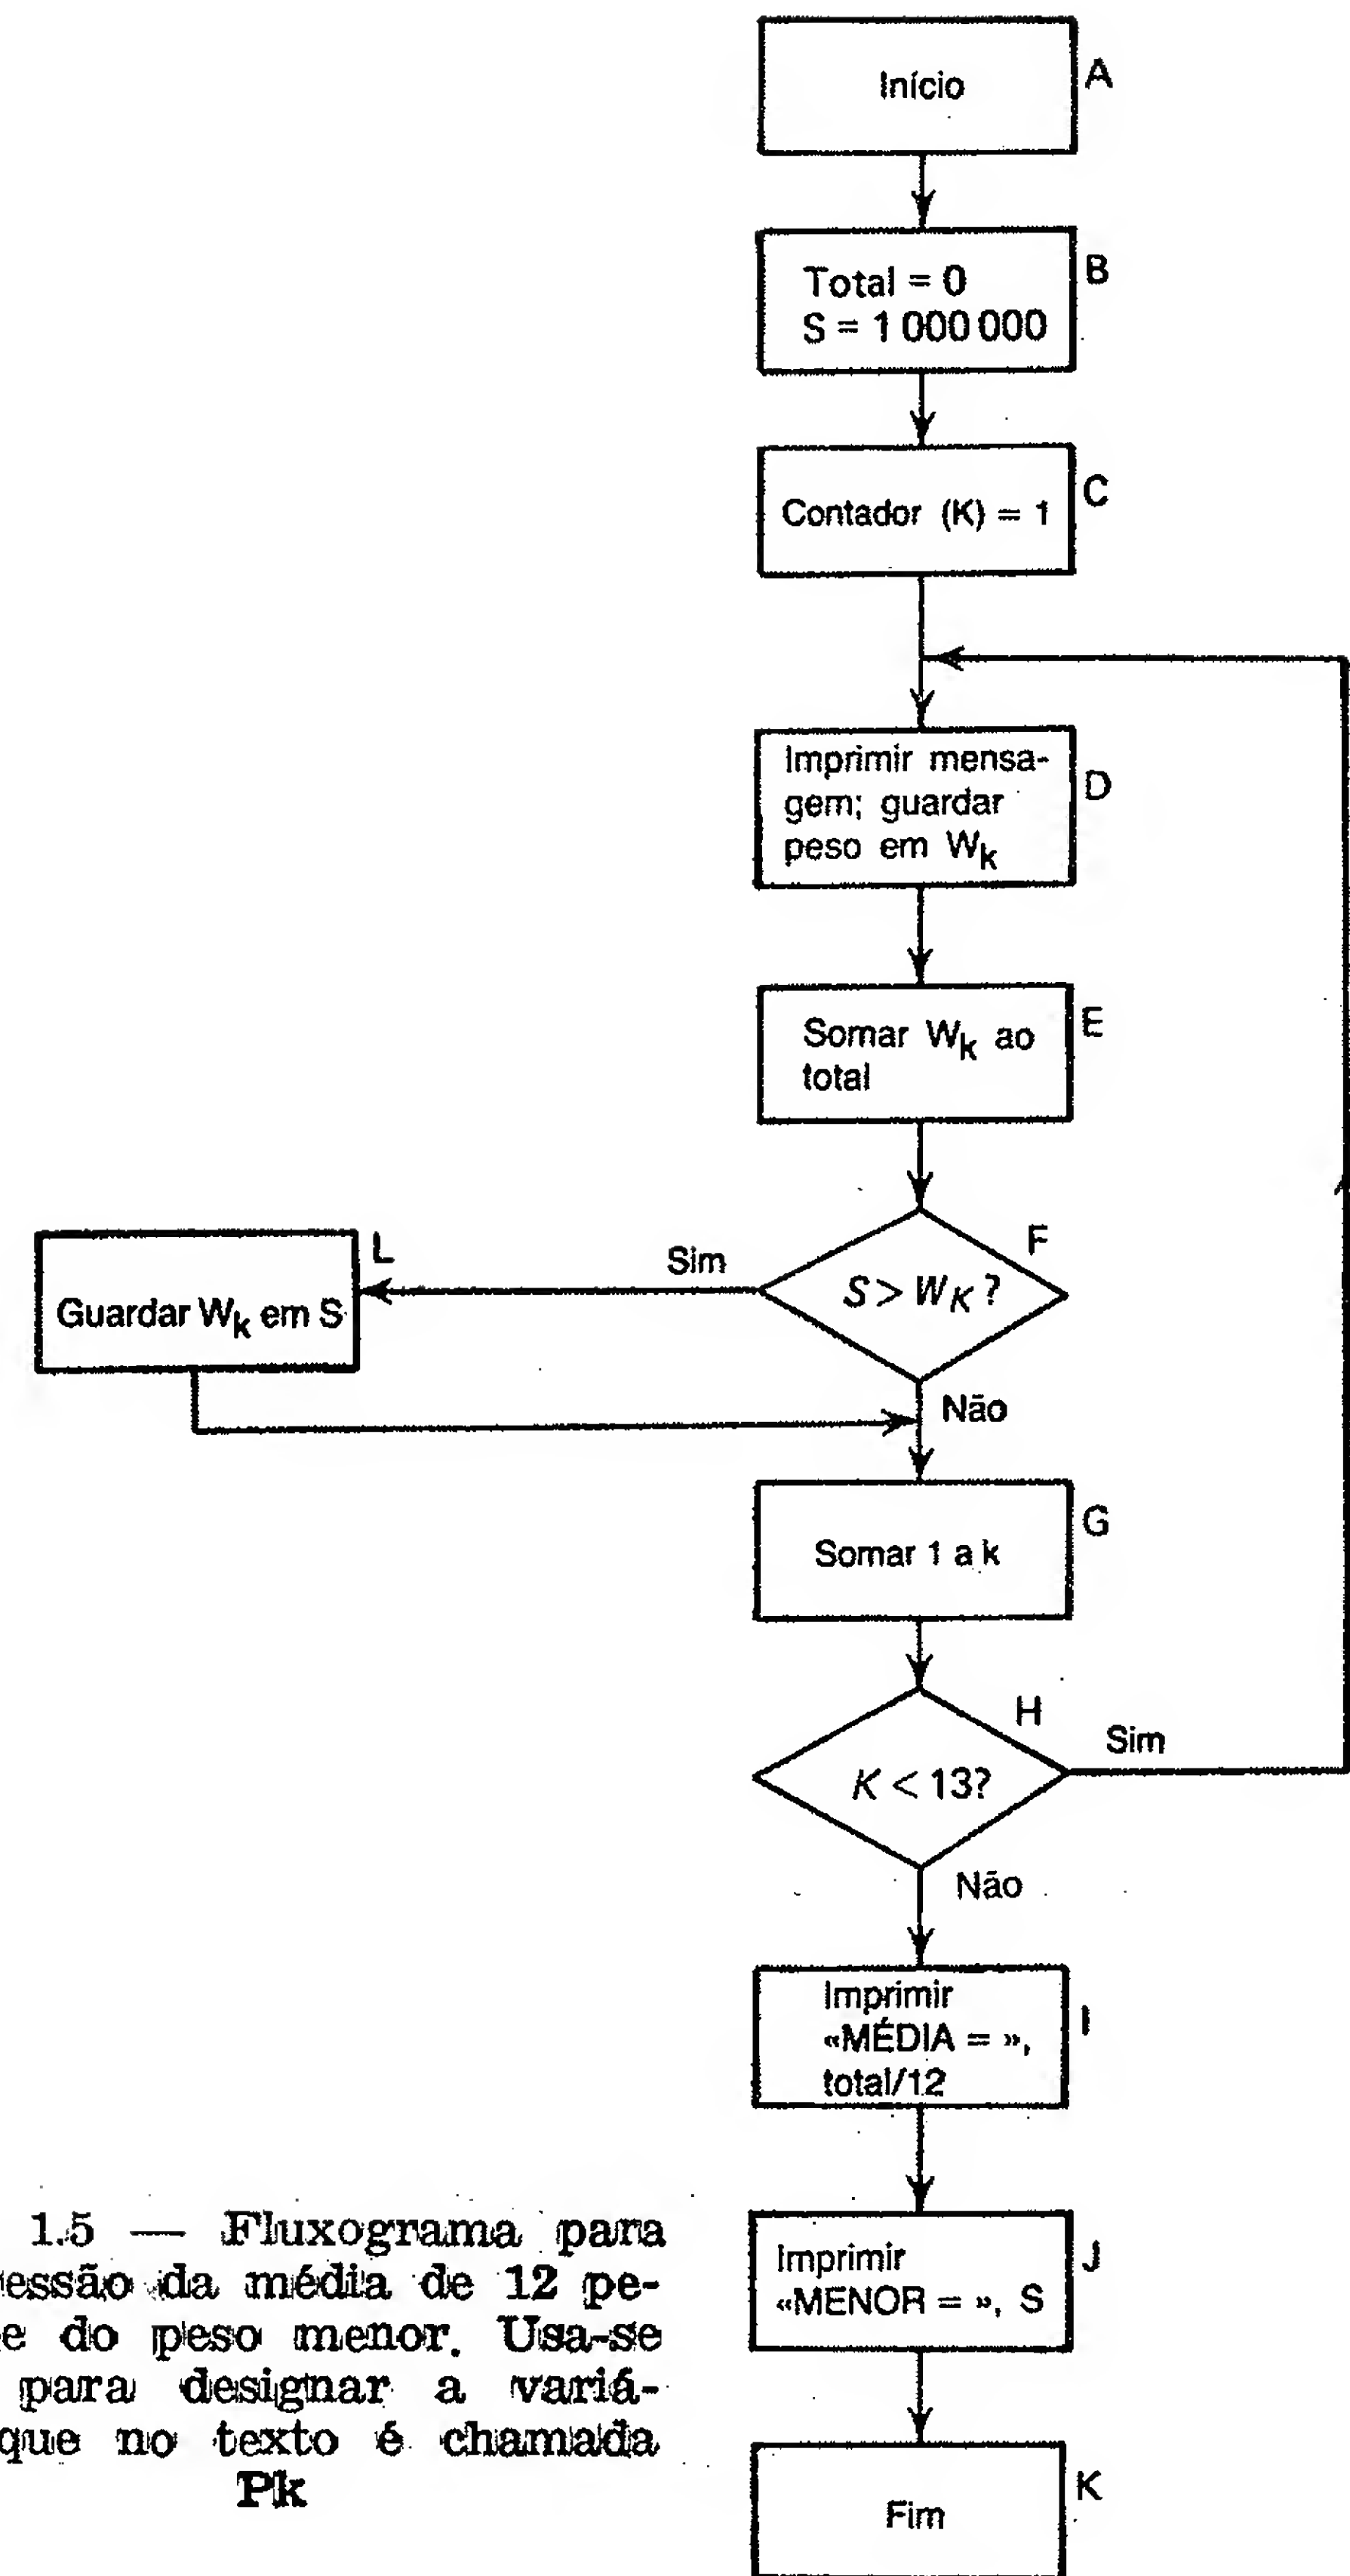 Início
A
Total = 0
S = 1 000 000
B
Contador (K) = 1
C
Imprimir mensa-
gem; guardar
peso em Wk
D
Somar Wk ao
total
E
S > WK ?
F
Sim
Não
Guardar Wk em S
L
Somar 1 a k
G
K < 13?
H
Sim
Não
Imprimir
«MÉDIA = »,
total/12
I
Imprimir
«MENOR = », S
J
Fim
K
1.5 — Fluxograma para
essão da média de 12 pe-
e do peso menor. Usa-se
para designar a variá-
que no texto é chamada
Pk